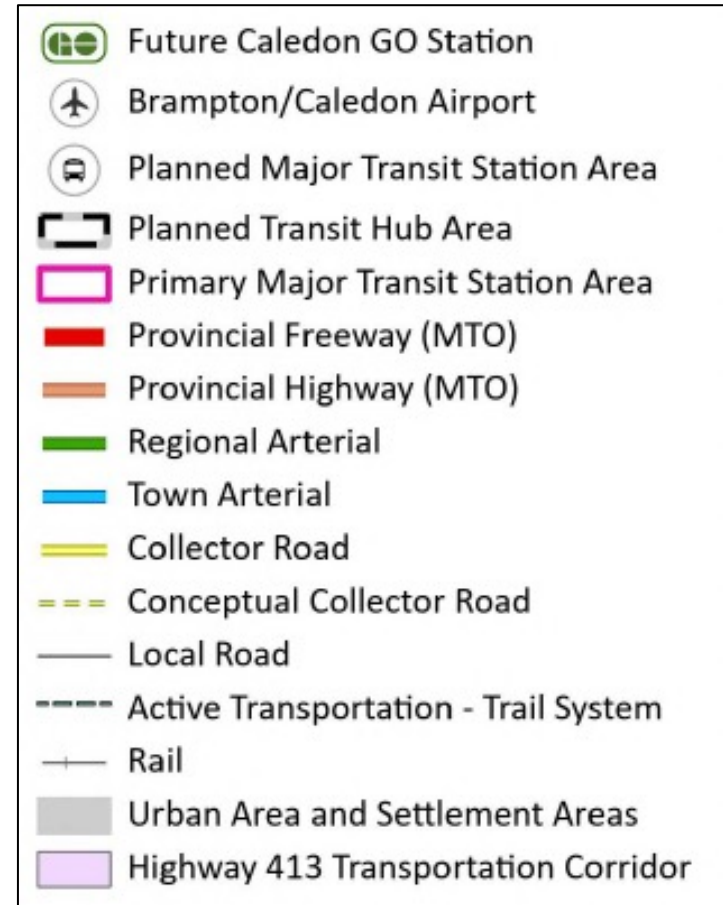 GO
Future Caledon GO Station
Brampton/Caledon Airport
Planned Major Transit Station Area
Planned Transit Hub Area
Primary Major Transit Station Area
Provincial Freeway (MTO)
Provincial Highway (MTO)
Regional Arterial
Town Arterial
Collector Road
Conceptual Collector Road
Local Road
Active Transportation - Trail System
Rail
Urban Area and Settlement Areas
Highway 413 Transportation Corridor